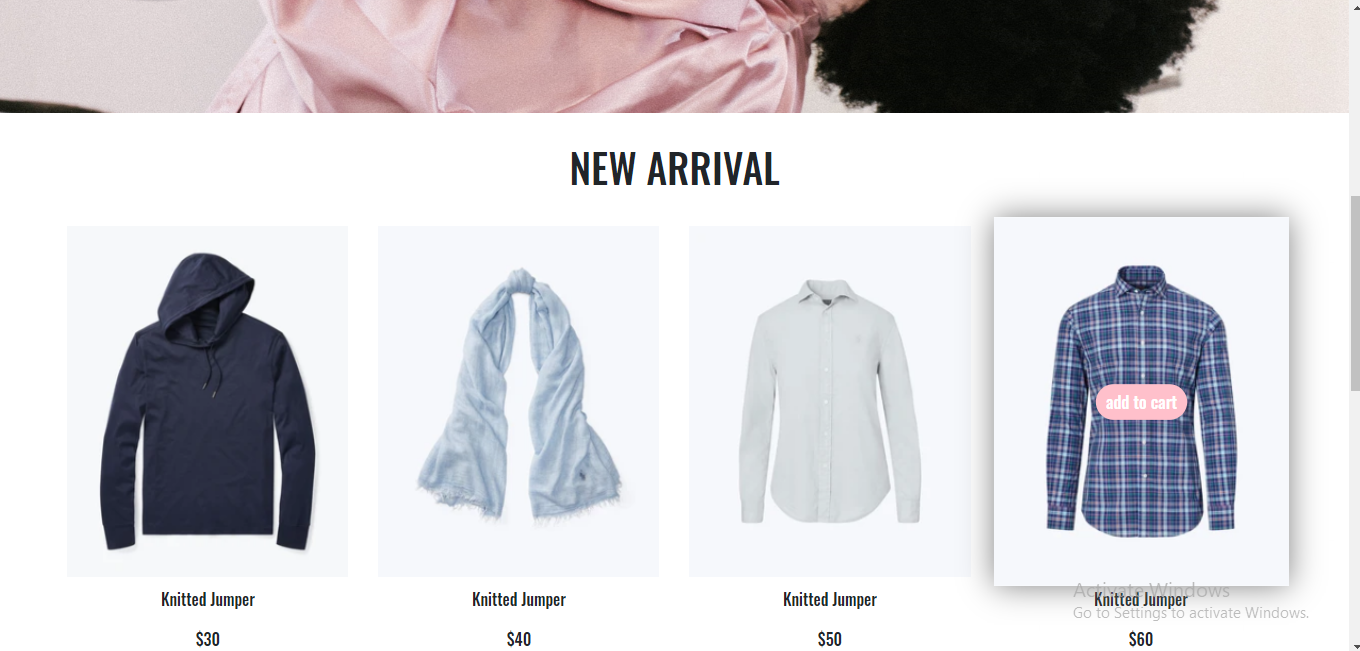 NEW ARRIVAL
add to cart
Knitted Jumper
Knitted Jumper
Knitted Jumper
Knitted Jumper
$30
$40
$50
$60
Activate Windows
Go to Settings to activate Windows.